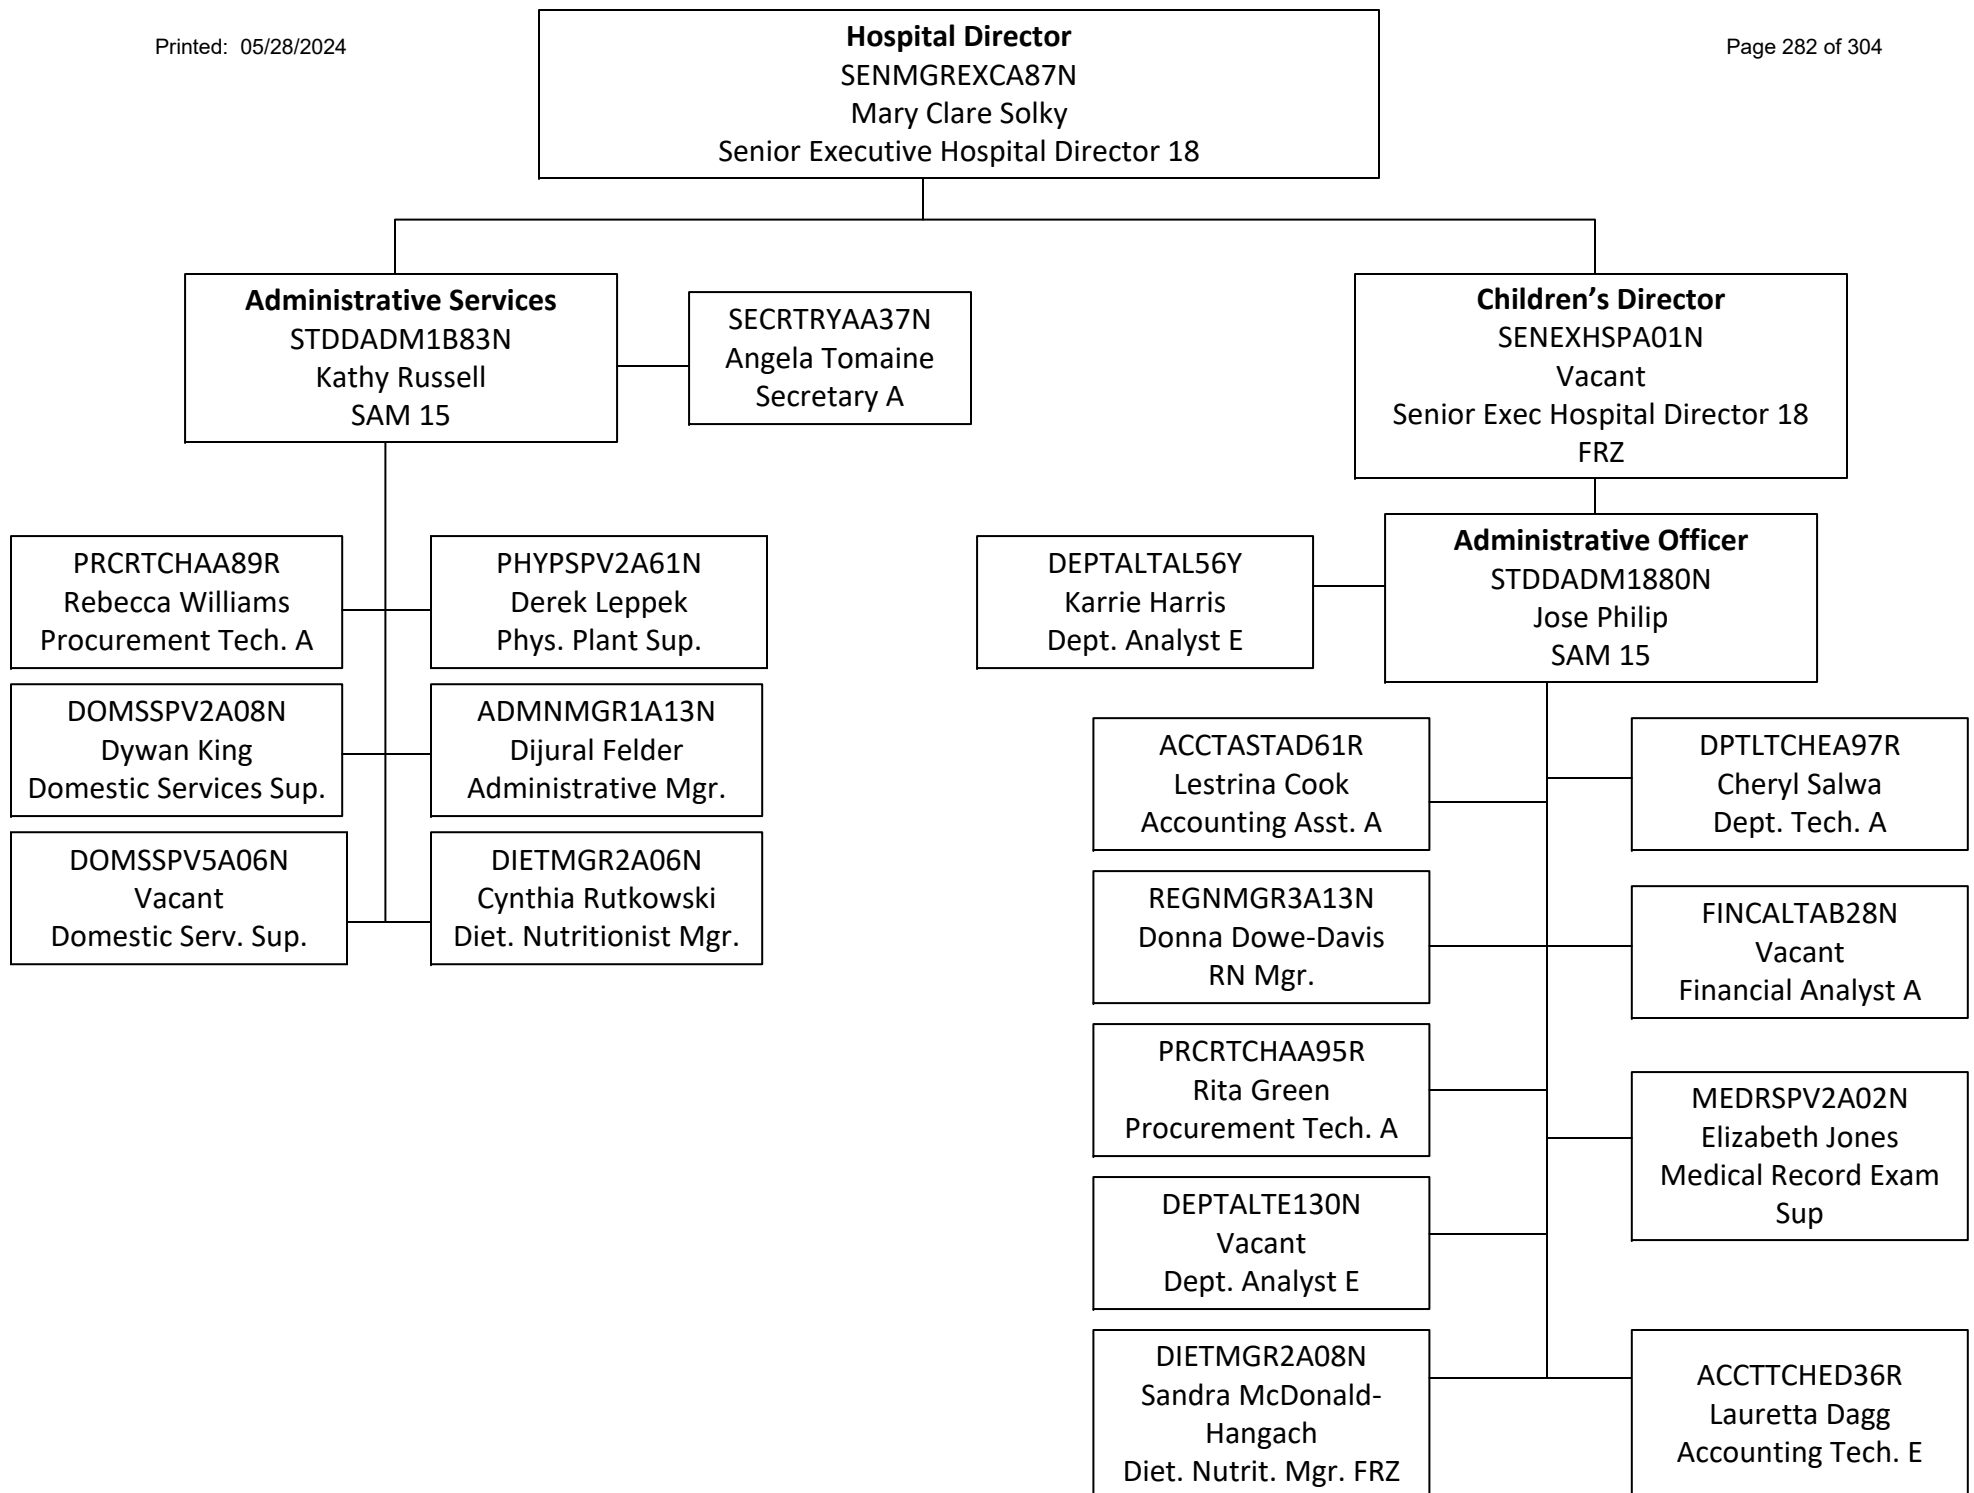 Printed: 05/28/2024
Page 282 of 304
Hospital Director
SENMGREXCA87N
Mary Clare Solky
Senior Executive Hospital Director 18
Administrative Services
STDDADM1B83N
Kathy Russell
SAM 15
SECRTRYAA37N
Angela Tomaine
Secretary A
Children’s Director
SENEXHSPA01N
Vacant
Senior Exec Hospital Director 18
FRZ
PRCRTCHAA89R
Rebecca Williams
Procurement Tech. A
PHYPSPV2A61N
Derek Leppek
Phys. Plant Sup.
DOMSSPV2A08N
Dywan King
Domestic Services Sup.
ADMNMGR1A13N
Dijural Felder
Administrative Mgr.
DOMSSPV5A06N
Vacant
Domestic Serv. Sup.
DIETMGR2A06N
Cynthia Rutkowski
Diet. Nutritionist Mgr.
DEPTALTAL56Y
Karrie Harris
Dept. Analyst E
Administrative Officer
STDDADM1880N
Jose Philip
SAM 15
ACCTASTAD61R
Lestrina Cook
Accounting Asst. A
DPTLTCHEA97R
Cheryl Salwa
Dept. Tech. A
REGNMGR3A13N
Donna Dowe-Davis
RN Mgr.
FINCALTAB28N
Vacant
Financial Analyst A
PRCRTCHAA95R
Rita Green
Procurement Tech. A
MEDRSPV2A02N
Elizabeth Jones
Medical Record Exam
Sup
DEPTALTE130N
Vacant
Dept. Analyst E
DIETMGR2A08N
Sandra McDonald-
Hangach
Diet. Nutrit. Mgr. FRZ
ACCTTCHED36R
Lauretta Dagg
Accounting Tech. E